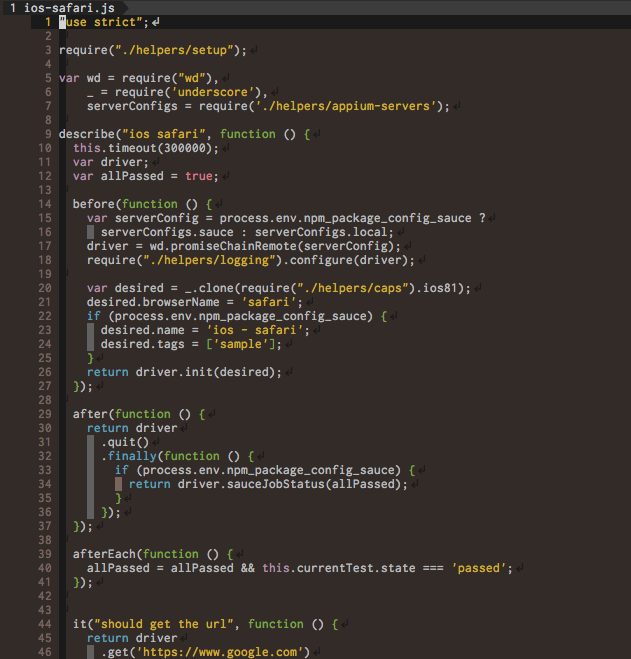 1 ios-safari.js
1 "use strict";
2
3 require("./helpers/setup");
4
5 var wd = require("wd"),
6     _ = require('underscore'),
7     serverConfigs = require('./helpers/appium-servers');
8
9 describe("ios safari", function () {
10   this.timeout(300000);
11   var driver;
12   var allPassed = true;
13
14   before(function () {
15     var serverConfig = process.env.npm_package_config_sauce ?
16       serverConfigs.sauce : serverConfigs.local;
17     driver = wd.promiseChainRemote(serverConfig);
18     require("./helpers/logging").configure(driver);
19
20     var desired = _.clone(require("./helpers/caps").ios81);
21     desired.browserName = 'safari';
22     if (process.env.npm_package_config_sauce) {
23       desired.name = 'ios - safari';
24       desired.tags = ['sample'];
25     }
26     return driver.init(desired);
27   });
28
29   after(function () {
30     return driver
31       .quit()
32       .finally(function () {
33         if (process.env.npm_package_config_sauce) {
34           return driver.sauceJobStatus(allPassed);
35         }
36       });
37   });
38
39   afterEach(function () {
40     allPassed = allPassed && this.currentTest.state === 'passed';
41   });
42
43
44   it("should get the url", function () {
45     return driver
46       .get('https://www.google.com')